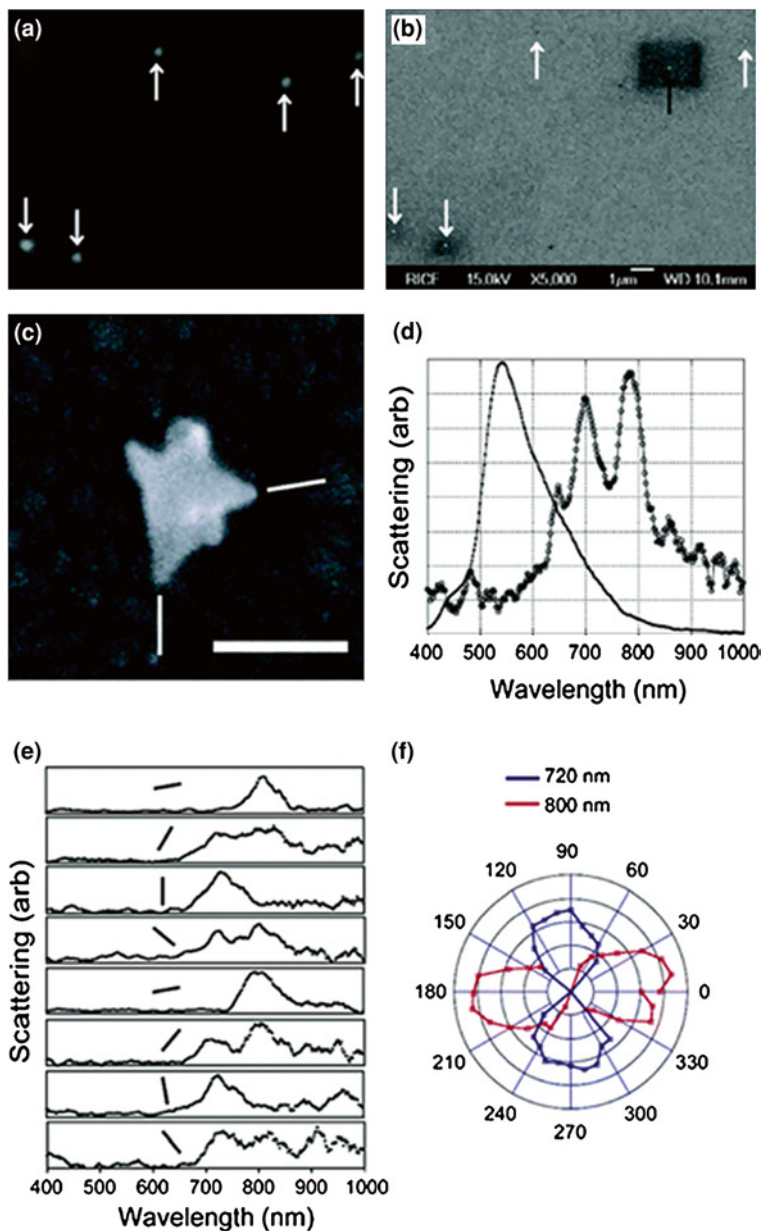 (a)
(b)
RICE 15.0kV X5,000 1µm WD 10.1mm
(c)
(d)
Scattering (arb)
400 500 600 700 800 900 1000
Wavelength (nm)
(e)
Scattering (arb)
400 500 600 700 800 900 1000
Wavelength (nm)
(f)
720 nm
800 nm
90
120 60
150 30
180 0
210 330
240 300
270